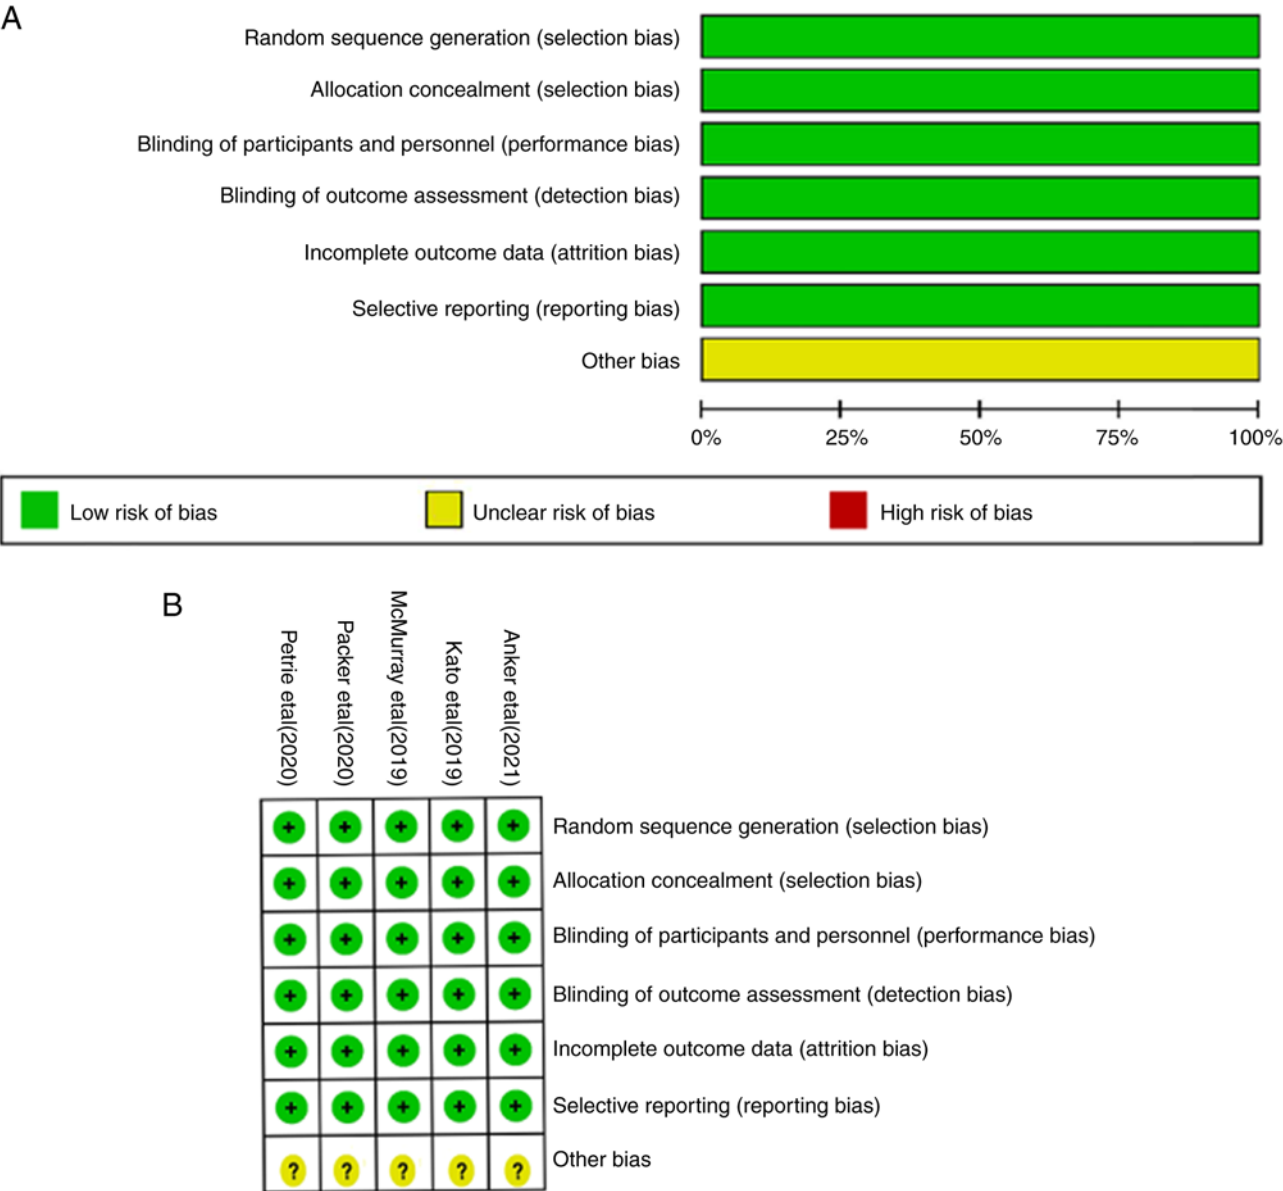 A
Random sequence generation (selection bias)
Allocation concealment (selection bias)
Blinding of participants and personnel (performance bias)
Blinding of outcome assessment (detection bias)
Incomplete outcome data (attrition bias)
Selective reporting (reporting bias)
Other bias
0% 25% 50% 75% 100%
Low risk of bias Unclear risk of bias High risk of bias
B
Petrie etal(2020)
Packer etal(2020)
McMurray etal(2019)
Kato etal(2019)
Anker etal(2021)
+ + + + + Random sequence generation (selection bias)
+ + + + + Allocation concealment (selection bias)
+ + + + + Blinding of participants and personnel (performance bias)
+ + + + + Blinding of outcome assessment (detection bias)
+ + + + + Incomplete outcome data (attrition bias)
+ + + + + Selective reporting (reporting bias)
? ? ? ? ? Other bias